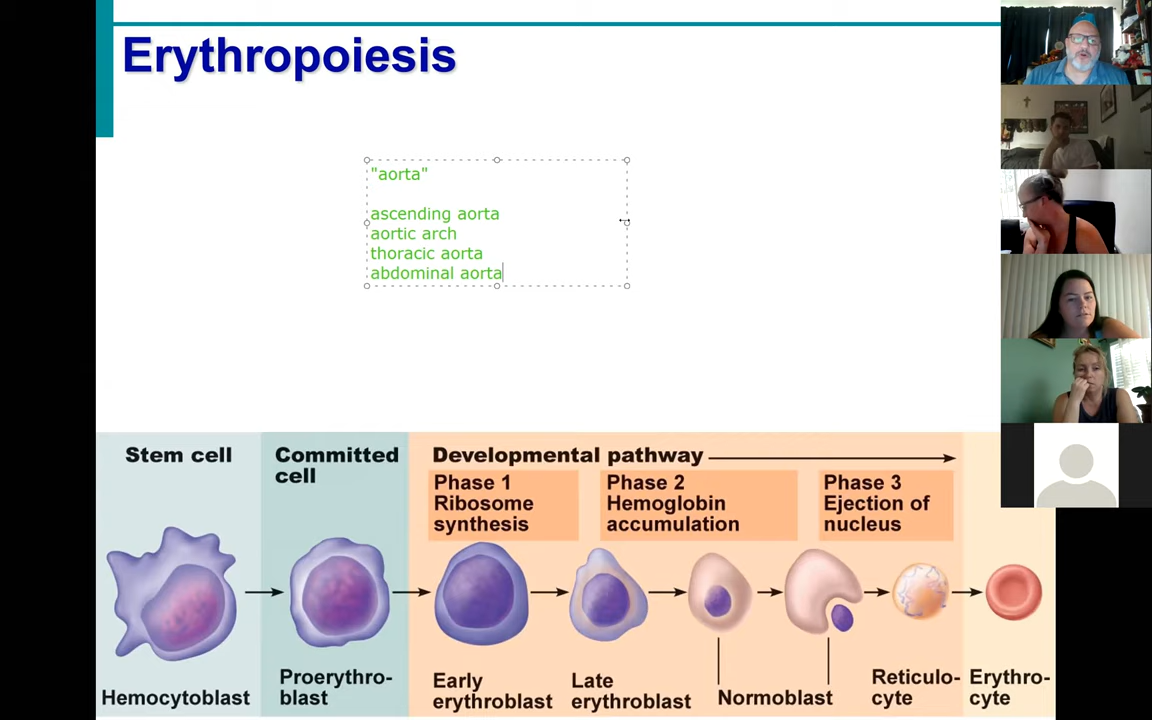 Erythropoiesis
"aorta"
ascending aorta
aortic arch
thoracic aorta
abdominal aorta
Stem cell
Committed
cell
Developmental pathway
Phase 1
Ribosome
synthesis
Phase 2
Hemoglobin
accumulation
Phase 3
Ejection of
nucleus
Hemocytoblast
Proerythro-
blast
Early
erythroblast
Late
erythroblast
Normoblast
Reticulo-
cyte
Erythro-
cyte